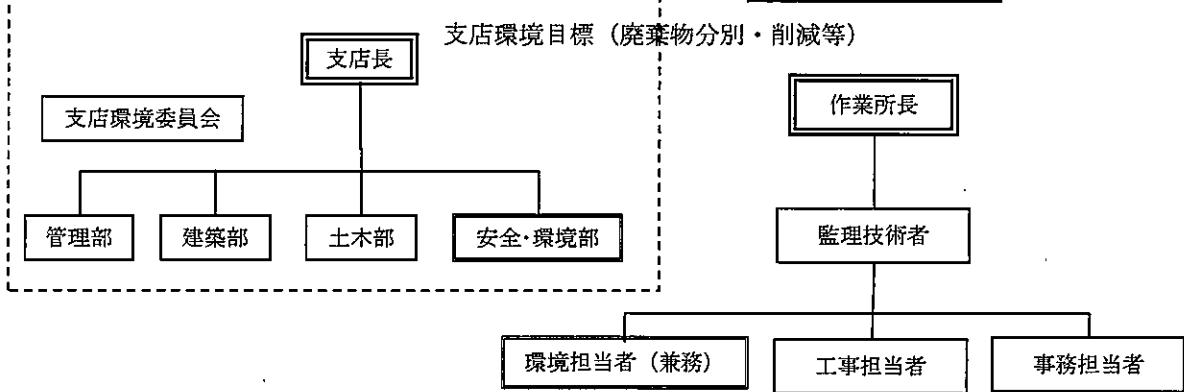 支店環境目標（廃棄物分別・削減等）
支店長
作業所長
支店環境委員会
管理部
建築部
土木部
安全・環境部
監理技術者
環境担当者（兼務）
工事担当者
事務担当者